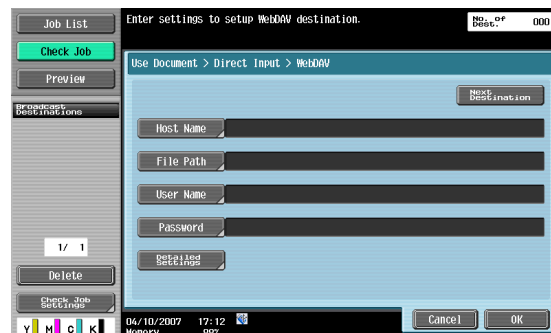 Job List
Enter settings to setup WebDAV destination.
No. of Dest.
000
Check Job
Preview
Use Document > Direct Input > WebDAV
Next Destination
Broadcast Destinations
Host Name
File Path
User Name
Password
Detailed Settings
1/ 1
Delete
Check Job Settings
Y M C K
04/10/2007 17:12
Memory 99%
Cancel
OK